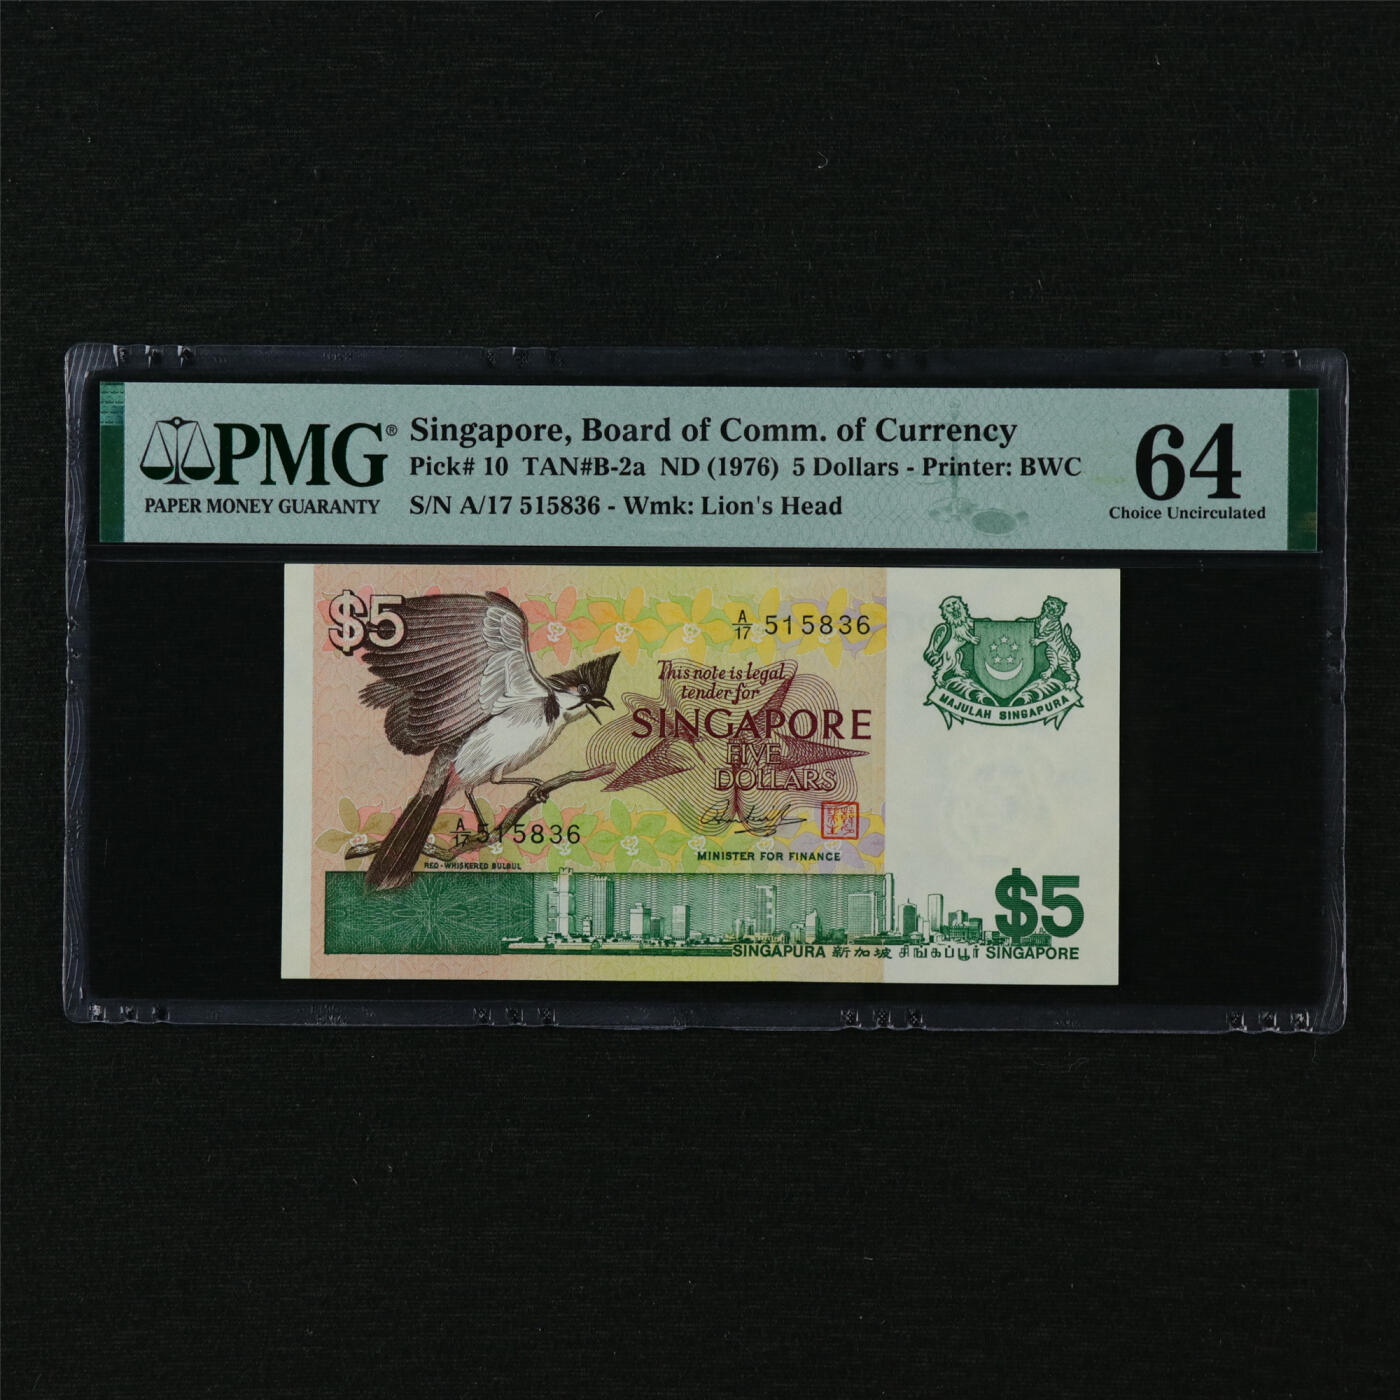 PMG®
PAPER MONEY GUARANTY
Singapore, Board of Comm. of Currency
Pick# 10 TAN#B-2a ND (1976) 5 Dollars - Printer: BWC
S/N A/17 515836 - Wmk: Lion's Head
64
Choice Uncirculated
$5
A/17 515836
This note is legal
tender for
SINGAPORE
FIVE
DOLLARS
MAJULAH SINGAPURA
A/17 515836
MINISTER FOR FINANCE
RED-WHISKERED BULBUL
$5
SINGAPURA 新加坡 சிங்கப்பூர் SINGAPORE